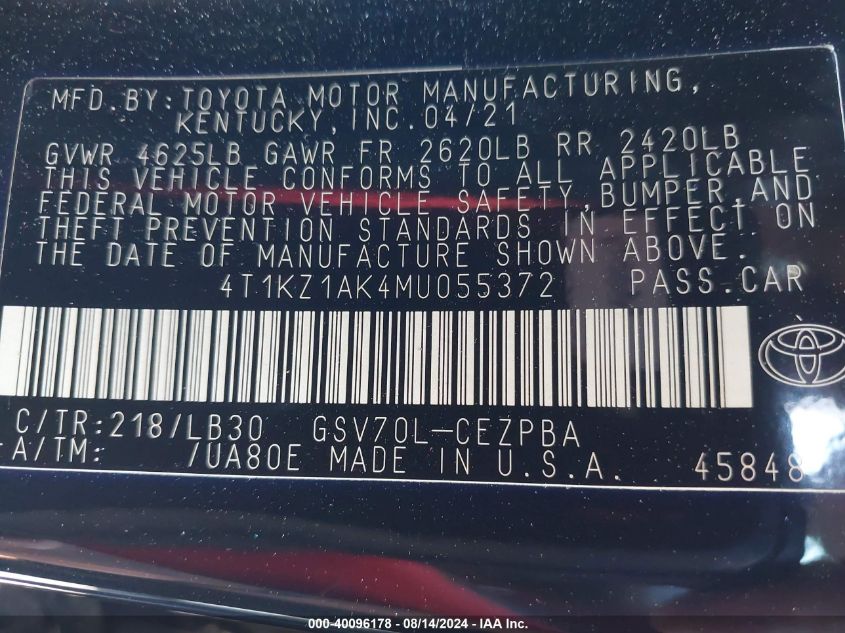 MFD. BY: TOYOTA MOTOR MANUFACTURING,
KENTUCKY, INC. 04/21
GVWR 4625LB GAWR FR 2620LB RR 2420LB
THIS VEHICLE CONFORMS TO ALL APPLICABLE
FEDERAL MOTOR VEHICLE SAFETY, BUMPER, AND
THEFT PREVENTION STANDARDS IN EFFECT ON
THE DATE OF MANUFACTURE SHOWN ABOVE.
4T1KZ1AK4MU055372 PASS. CAR
C/TR: 218/LB30 GSV70L-CEZPBA
A/TM: /UA80E MADE IN U.S.A. 45848
000-40096178 - 08/14/2024 - IAA Inc.